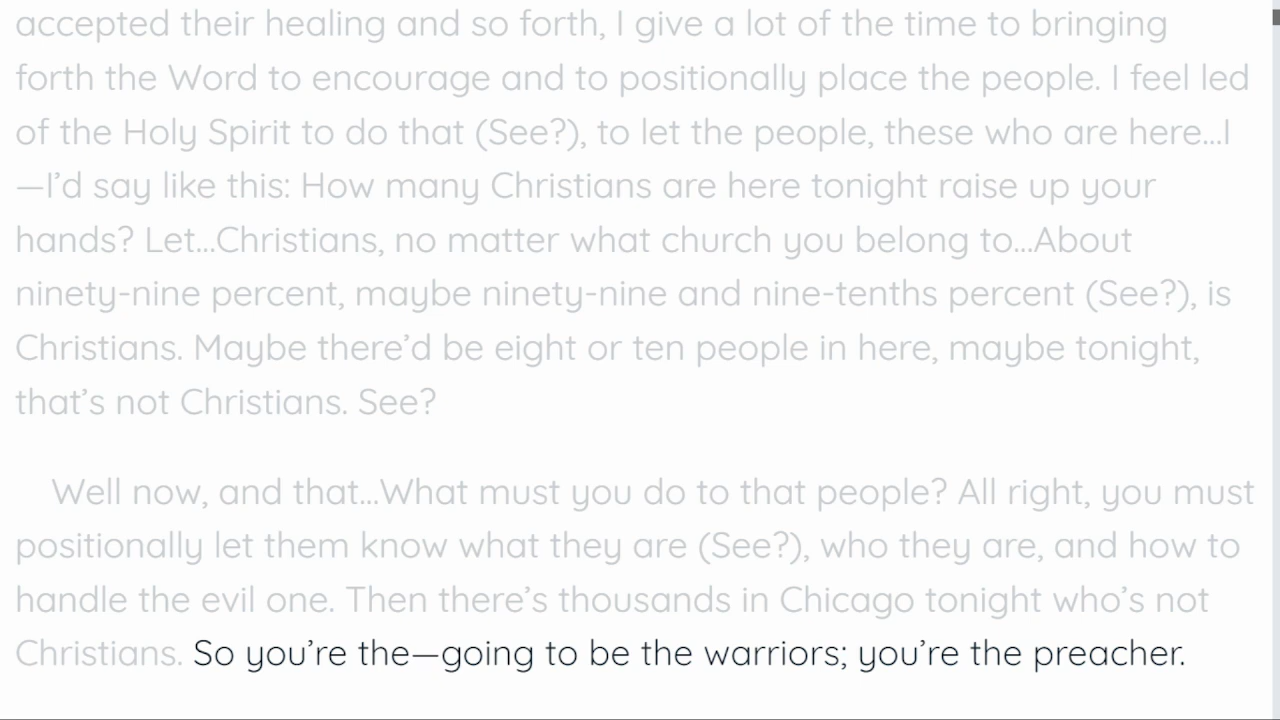 accepted their healing and so forth, I give a lot of the time to bringing
forth the Word to encourage and to positionally place the people. I feel led
of the Holy Spirit to do that (See?), to let the people, these who are here...I
—I’d say like this: How many Christians are here tonight raise up your
hands? Let...Christians, no matter what church you belong to...About
ninety-nine percent, maybe ninety-nine and nine-tenths percent (See?), is
Christians. Maybe there’d be eight or ten people in here, maybe tonight,
that’s not Christians. See?
Well now, and that...What must you do to that people? All right, you must
positionally let them know what they are (See?), who they are, and how to
handle the evil one. Then there’s thousands in Chicago tonight who’s not
Christians. So you’re the—going to be the warriors; you’re the preacher.